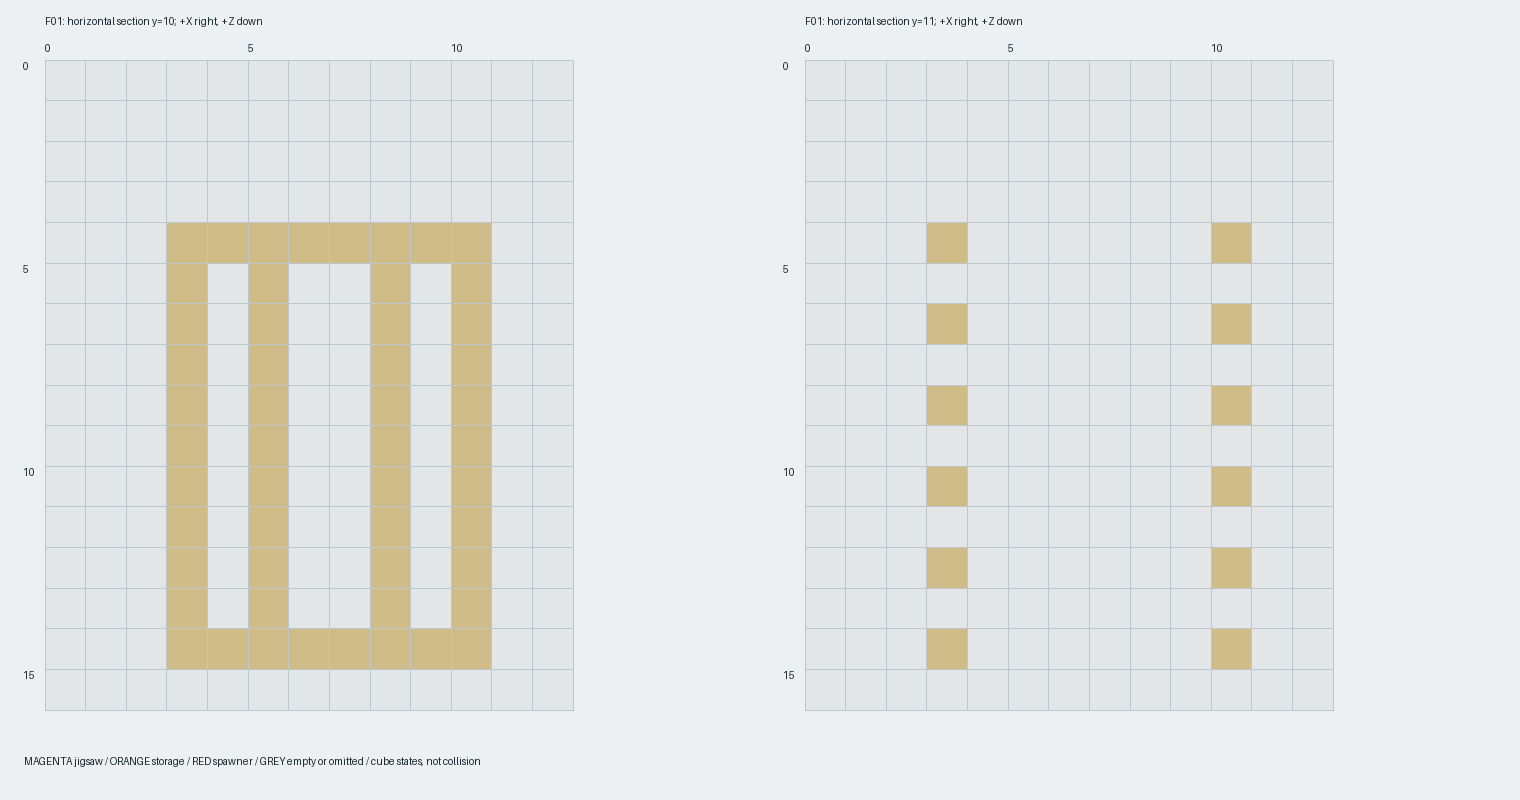 F01: horizontal section y=10; +X right, +Z down
0 5 10
0
5
10
15
F01: horizontal section y=11; +X right, +Z down
0 5 10
0
5
10
15
MAGENTA jigsaw / ORANGE storage / RED spawner / GREY empty or omitted / cube states, not collision